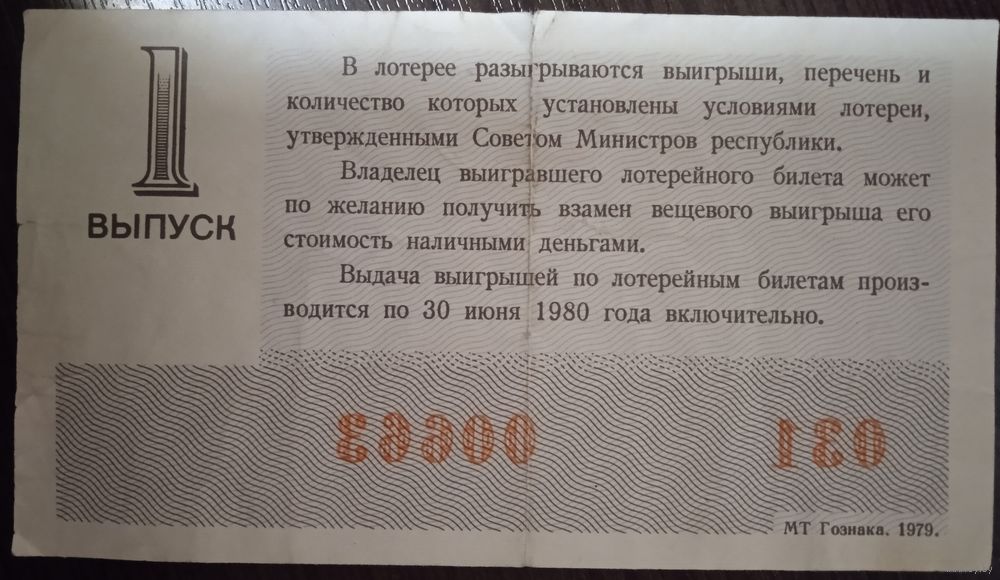 1
ВЫПУСК
В лотерее разыгрываются выигрыши, перечень и
количество которых установлены условиями лотереи,
утвержденными Советом Министров республики.
Владелец выигравшего лотерейного билета может
по желанию получить взамен вещевого выигрыша его
стоимость наличными деньгами.
Выдача выигрышей по лотерейным билетам произ-
водится по 30 июня 1980 года включительно.
МТ Гознака. 1979.